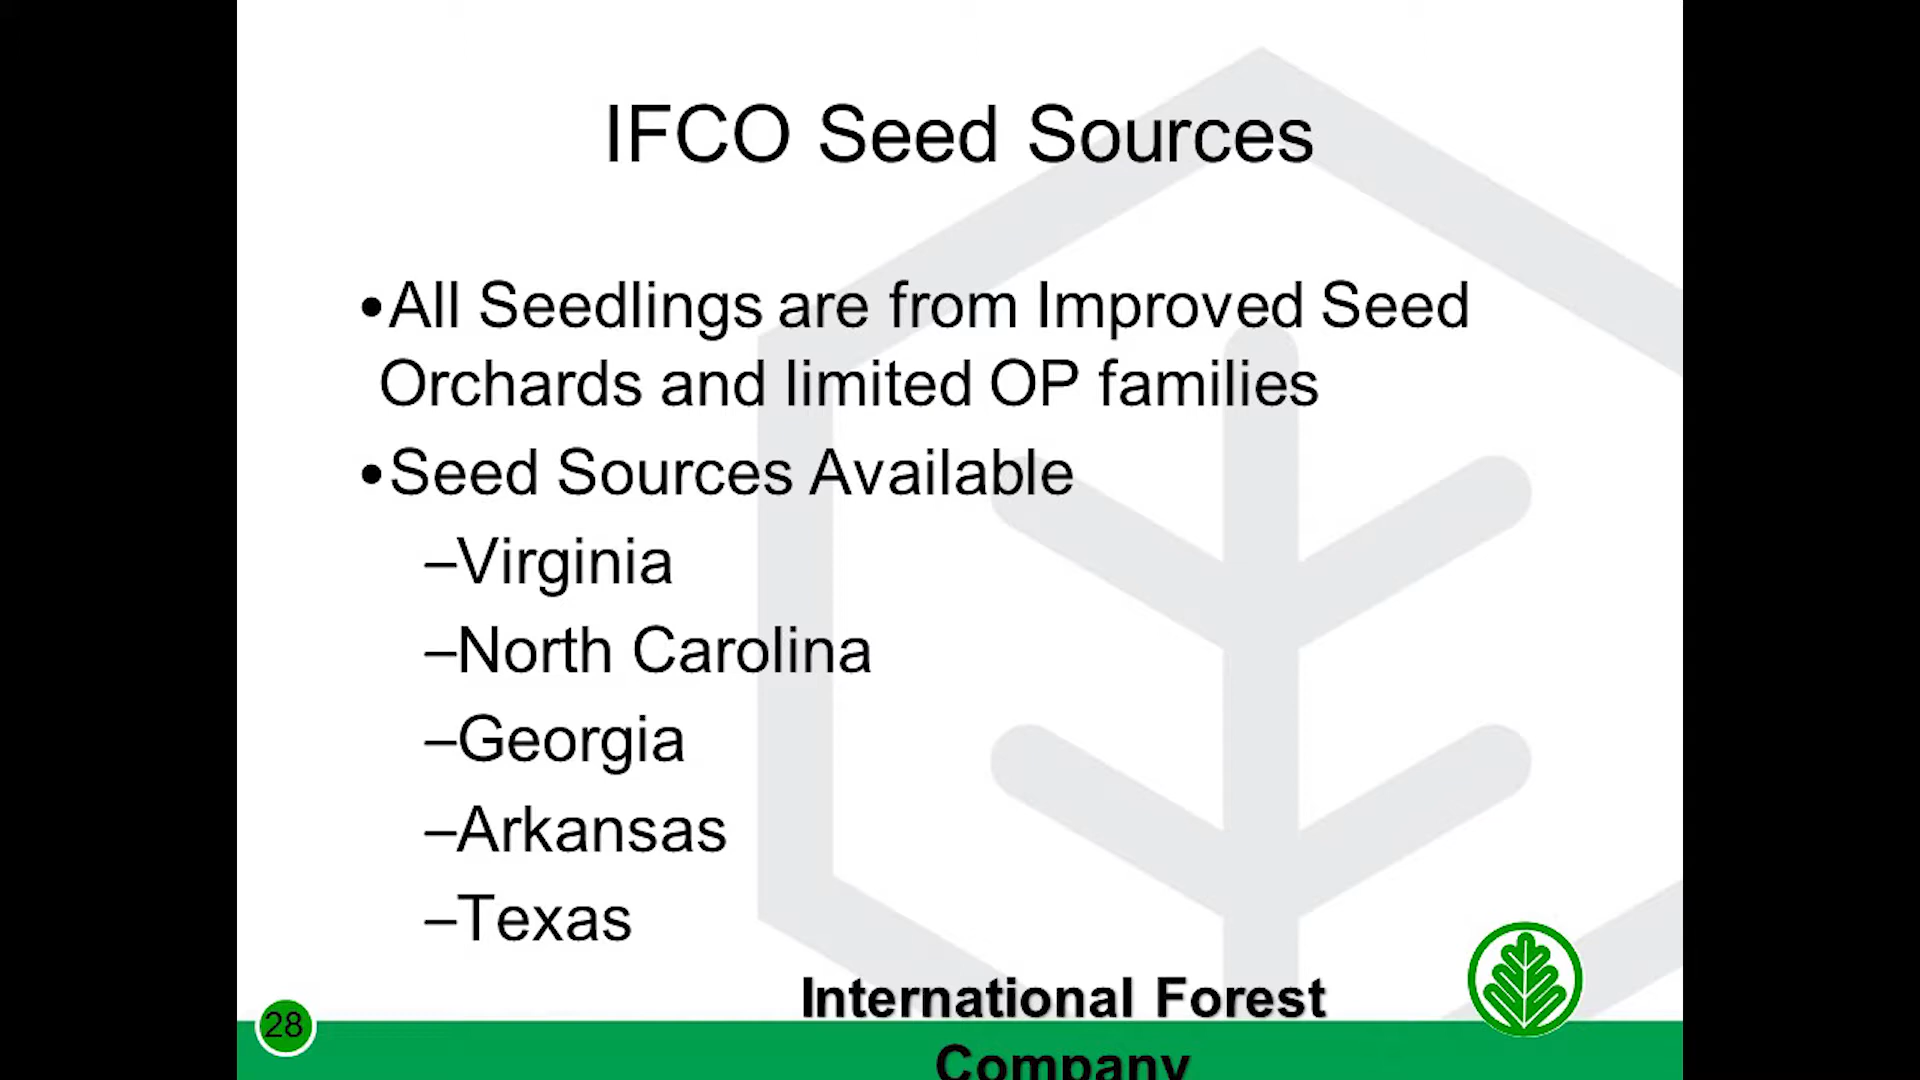 IFCO Seed Sources
•All Seedlings are from Improved Seed
Orchards and limited OP families
•Seed Sources Available
–Virginia
–North Carolina
–Georgia
–Arkansas
–Texas
International Forest
Company
28